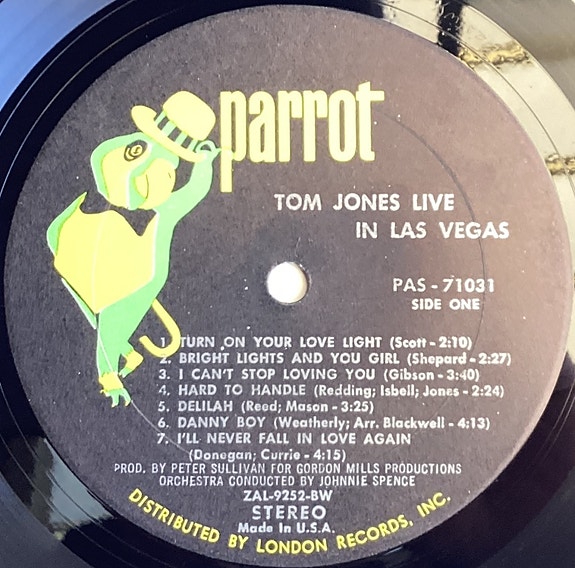 parrot
TOM JONES LIVE
IN LAS VEGAS
PAS - 71031
SIDE ONE
1. TURN ON YOUR LOVE LIGHT (Scott - 2:10)
2. BRIGHT LIGHTS AND YOU GIRL (Shepard - 2:27)
3. I CAN'T STOP LOVING YOU (Gibson - 3:40)
4. HARD TO HANDLE (Redding; Isbell; Jones - 2:24)
5. DELILAH (Reed; Mason - 3:25)
6. DANNY BOY (Weatherly; Arr. Blackwell - 4:13)
7. I'LL NEVER FALL IN LOVE AGAIN
(Donegan; Currie - 4:15)
PROD. BY PETER SULLIVAN FOR GORDON MILLS PRODUCTIONS
ORCHESTRA CONDUCTED BY JOHNNIE SPENCE
ZAL-9252-BW
STEREO
Made In U.S.A.
DISTRIBUTED BY LONDON RECORDS, INC.